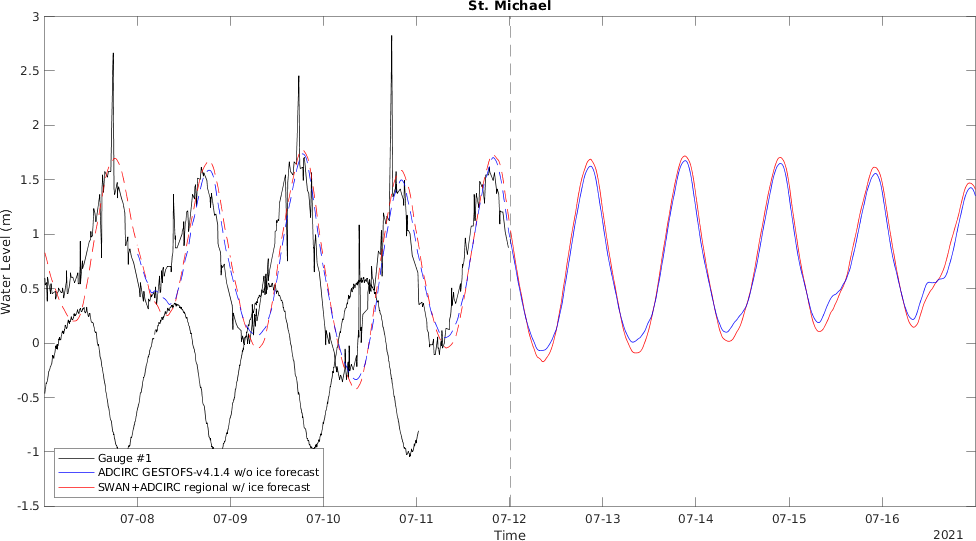 St. Michael
3
2.5
2
1.5
1
0.5
0
-0.5
-1
-1.5
Water Level (m)
Gauge #1
ADCIRC GESTOFS-v4.1.4 w/o ice forecast
SWAN+ADCIRC regional w/ ice forecast
07-08 07-09 07-10 07-11 07-12 07-13 07-14 07-15 07-16
Time
2021